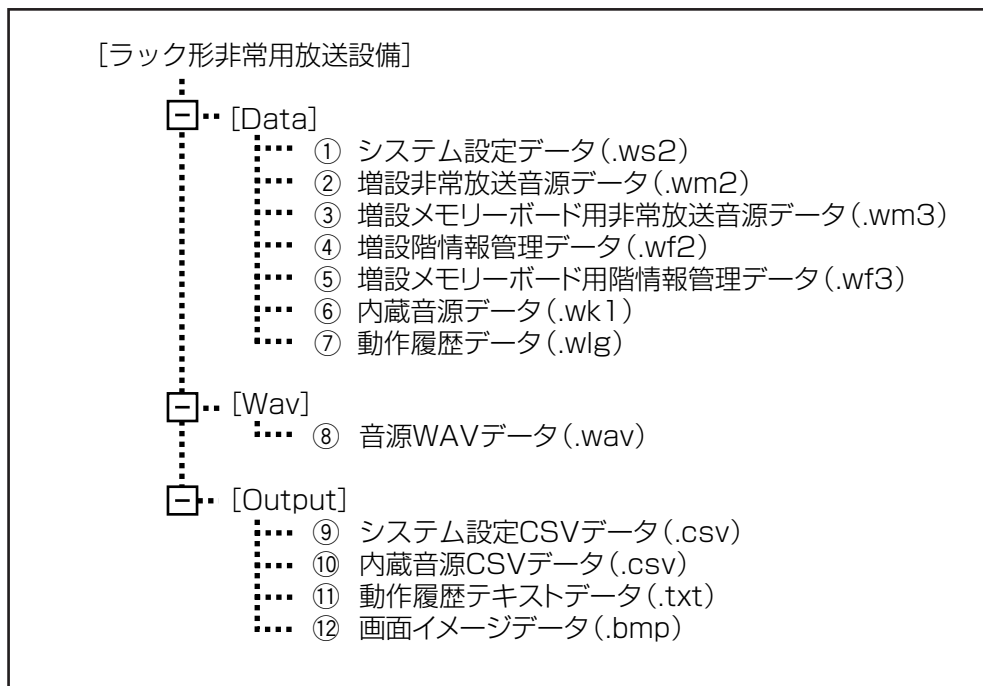 [ラック形非常用放送設備]
[Data]
① システム設定データ(.ws2)
② 増設非常放送音源データ(.wm2)
③ 増設メモリーボード用非常放送音源データ(.wm3)
④ 増設階情報管理データ(.wf2)
⑤ 増設メモリーボード用階情報管理データ(.wf3)
⑥ 内蔵音源データ(.wk1)
⑦ 動作履歴データ(.wlg)
[Wav]
⑧ 音源WAVデータ(.wav)
[Output]
⑨ システム設定CSVデータ(.csv)
⑩ 内蔵音源CSVデータ(.csv)
⑪ 動作履歴テキストデータ(.txt)
⑫ 画面イメージデータ(.bmp)